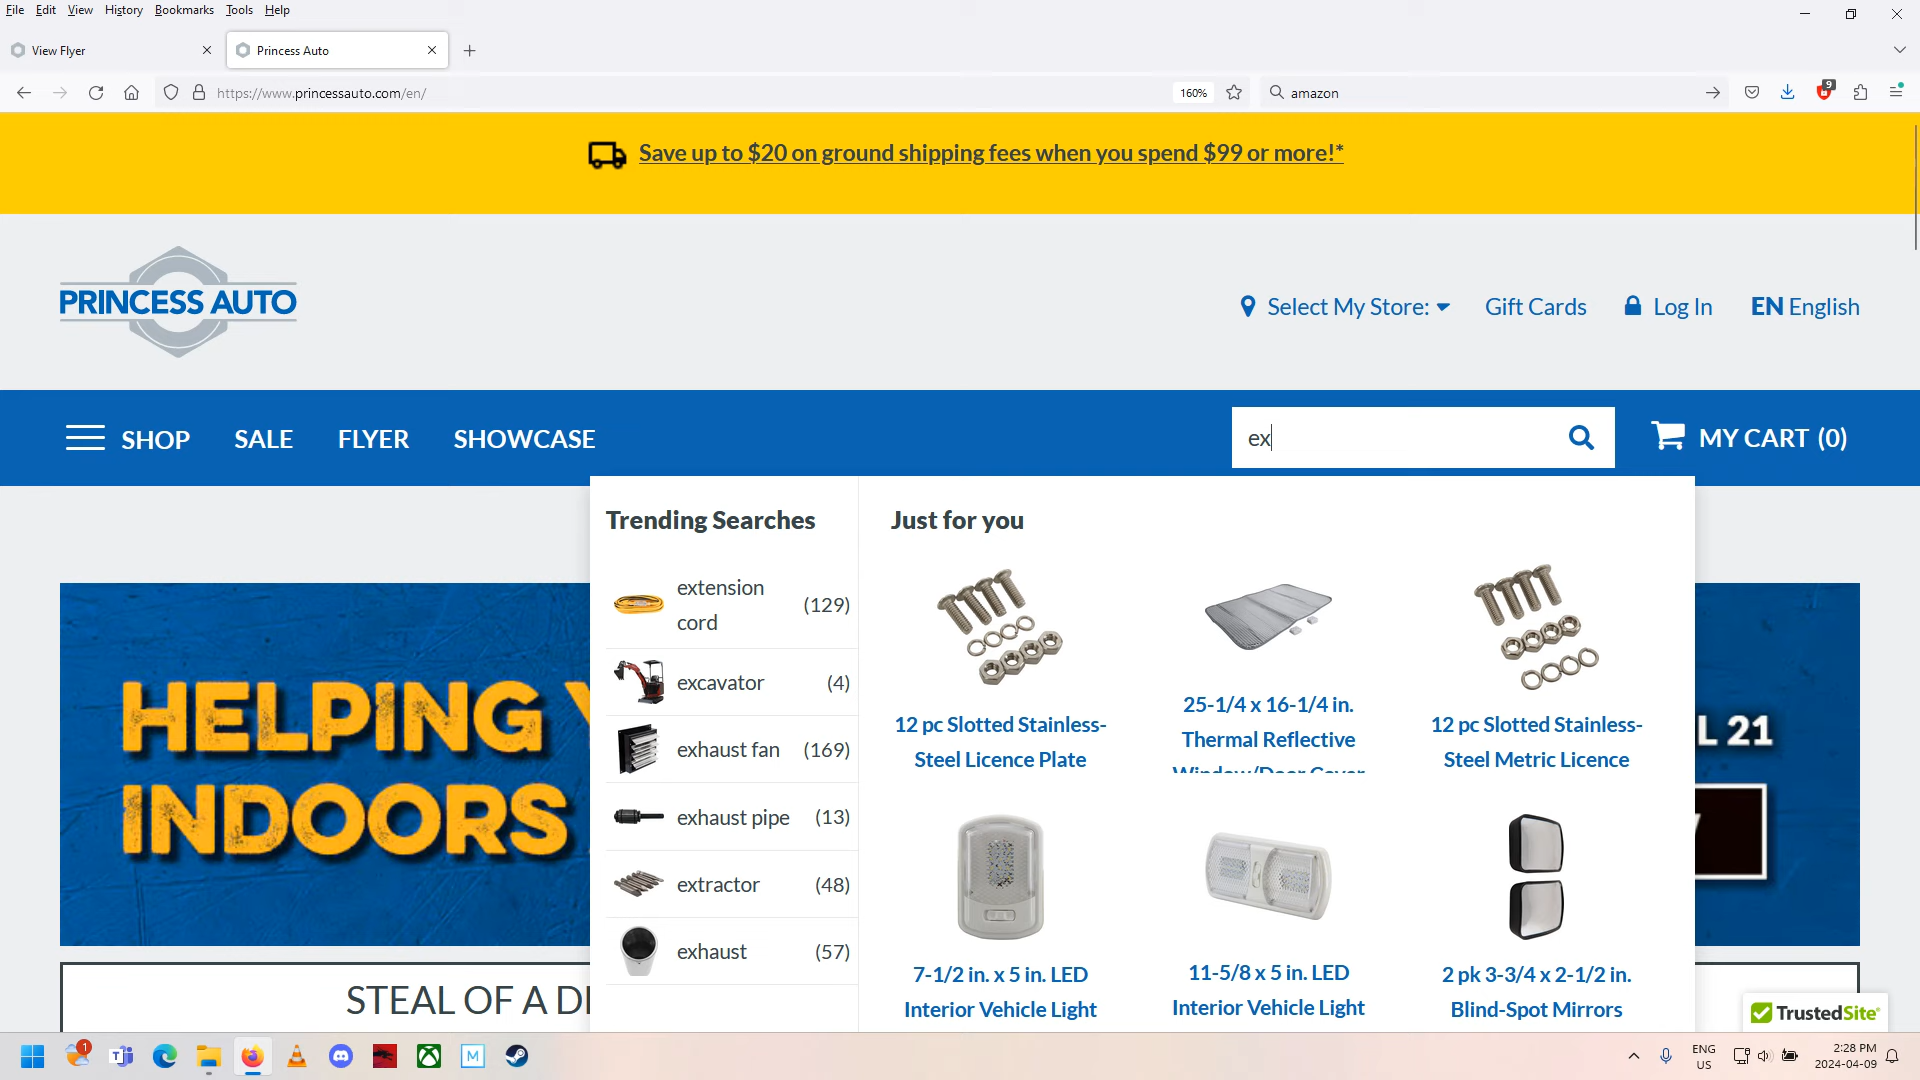 File Edit View History Bookmarks Tools Help
View Flyer
Princess Auto
https://www.princessauto.com/en/
160%
amazon
9
Save up to $20 on ground shipping fees when you spend $99 or more!*
PRINCESS AUTO
Select My Store:
Gift Cards
Log In
EN English
SHOP
SALE
FLYER
SHOWCASE
ex
MY CART (0)
Trending Searches
extension
cord
(129)
excavator (4)
exhaust fan (169)
exhaust pipe (13)
extractor (48)
exhaust (57)
Just for you
12 pc Slotted Stainless-
Steel Licence Plate
25-1/4 x 16-1/4 in.
Thermal Reflective
Window/Door Cover
12 pc Slotted Stainless-
Steel Metric Licence
7-1/2 in. x 5 in. LED
Interior Vehicle Light
11-5/8 x 5 in. LED
Interior Vehicle Light
2 pk 3-3/4 x 2-1/2 in.
Blind-Spot Mirrors
HELPING
INDOORS
L 21
STEAL OF A D
TrustedSite
1
M
ENG
US
2:28 PM
2024-04-09